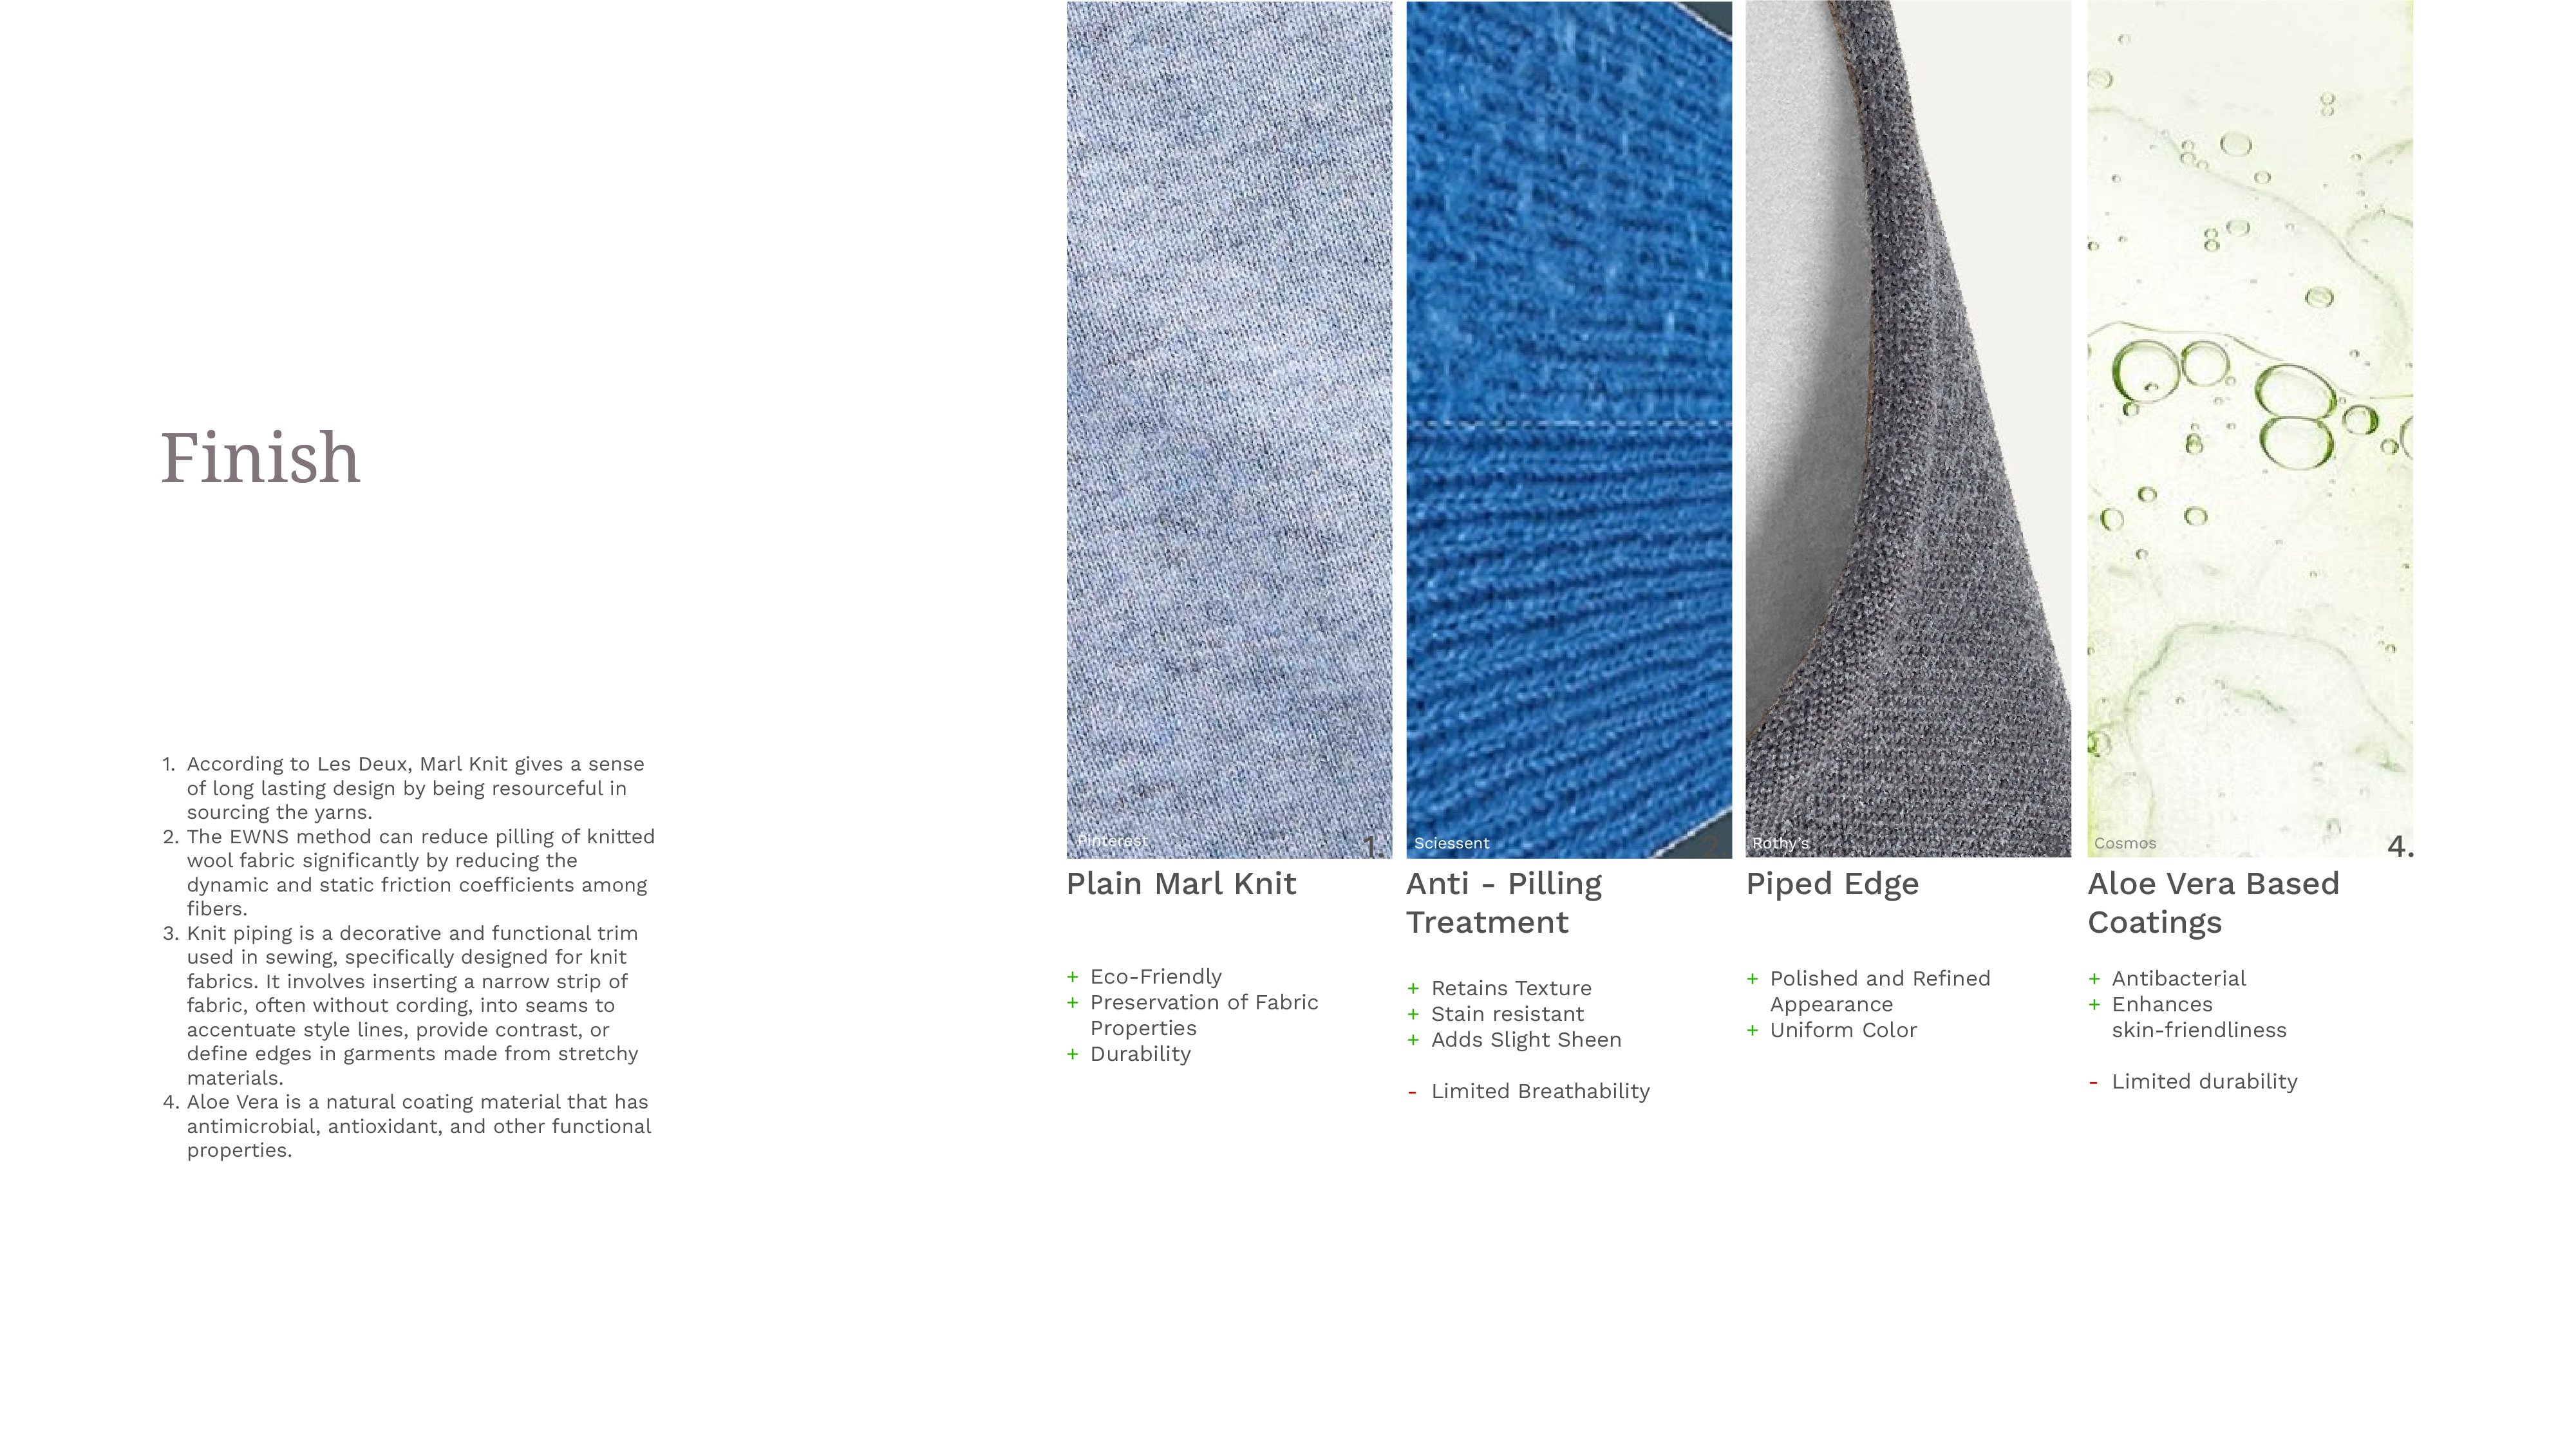 Finish
1. According to Les Deux, Marl Knit gives a sense
of long lasting design by being resourceful in
sourcing the yarns.
2. The EWNS method can reduce pilling of knitted
wool fabric significantly by reducing the
dynamic and static friction coefficients among
fibers.
3. Knit piping is a decorative and functional trim
used in sewing, specifically designed for knit
fabrics. It involves inserting a narrow strip of
fabric, often without cording, into seams to
accentuate style lines, provide contrast, or
define edges in garments made from stretchy
materials.
4. Aloe Vera is a natural coating material that has
antimicrobial, antioxidant, and other functional
properties.
Pinterest
1.
Plain Marl Knit
+ Eco-Friendly
+ Preservation of Fabric
Properties
+ Durability
Sciessent
Anti - Pilling
Treatment
+ Retains Texture
+ Stain resistant
+ Adds Slight Sheen
- Limited Breathability
Rothy's
Piped Edge
+ Polished and Refined
Appearance
+ Uniform Color
Cosmos
4.
Aloe Vera Based
Coatings
+ Antibacterial
+ Enhances
skin-friendliness
- Limited durability